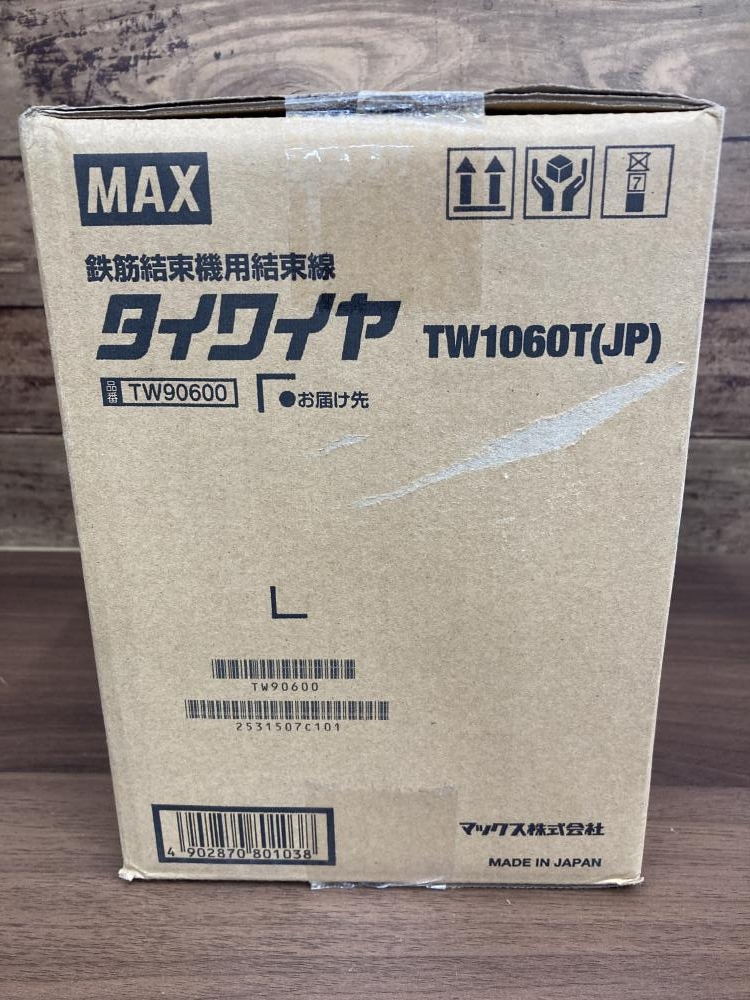 MAX
7
鉄筋結束機用結束線
タイワイヤ TW1060T(JP)
品番 TW90600
●お届け先
TW90600
2531507C101
4 902870 801038
マックス株式会社
MADE IN JAPAN